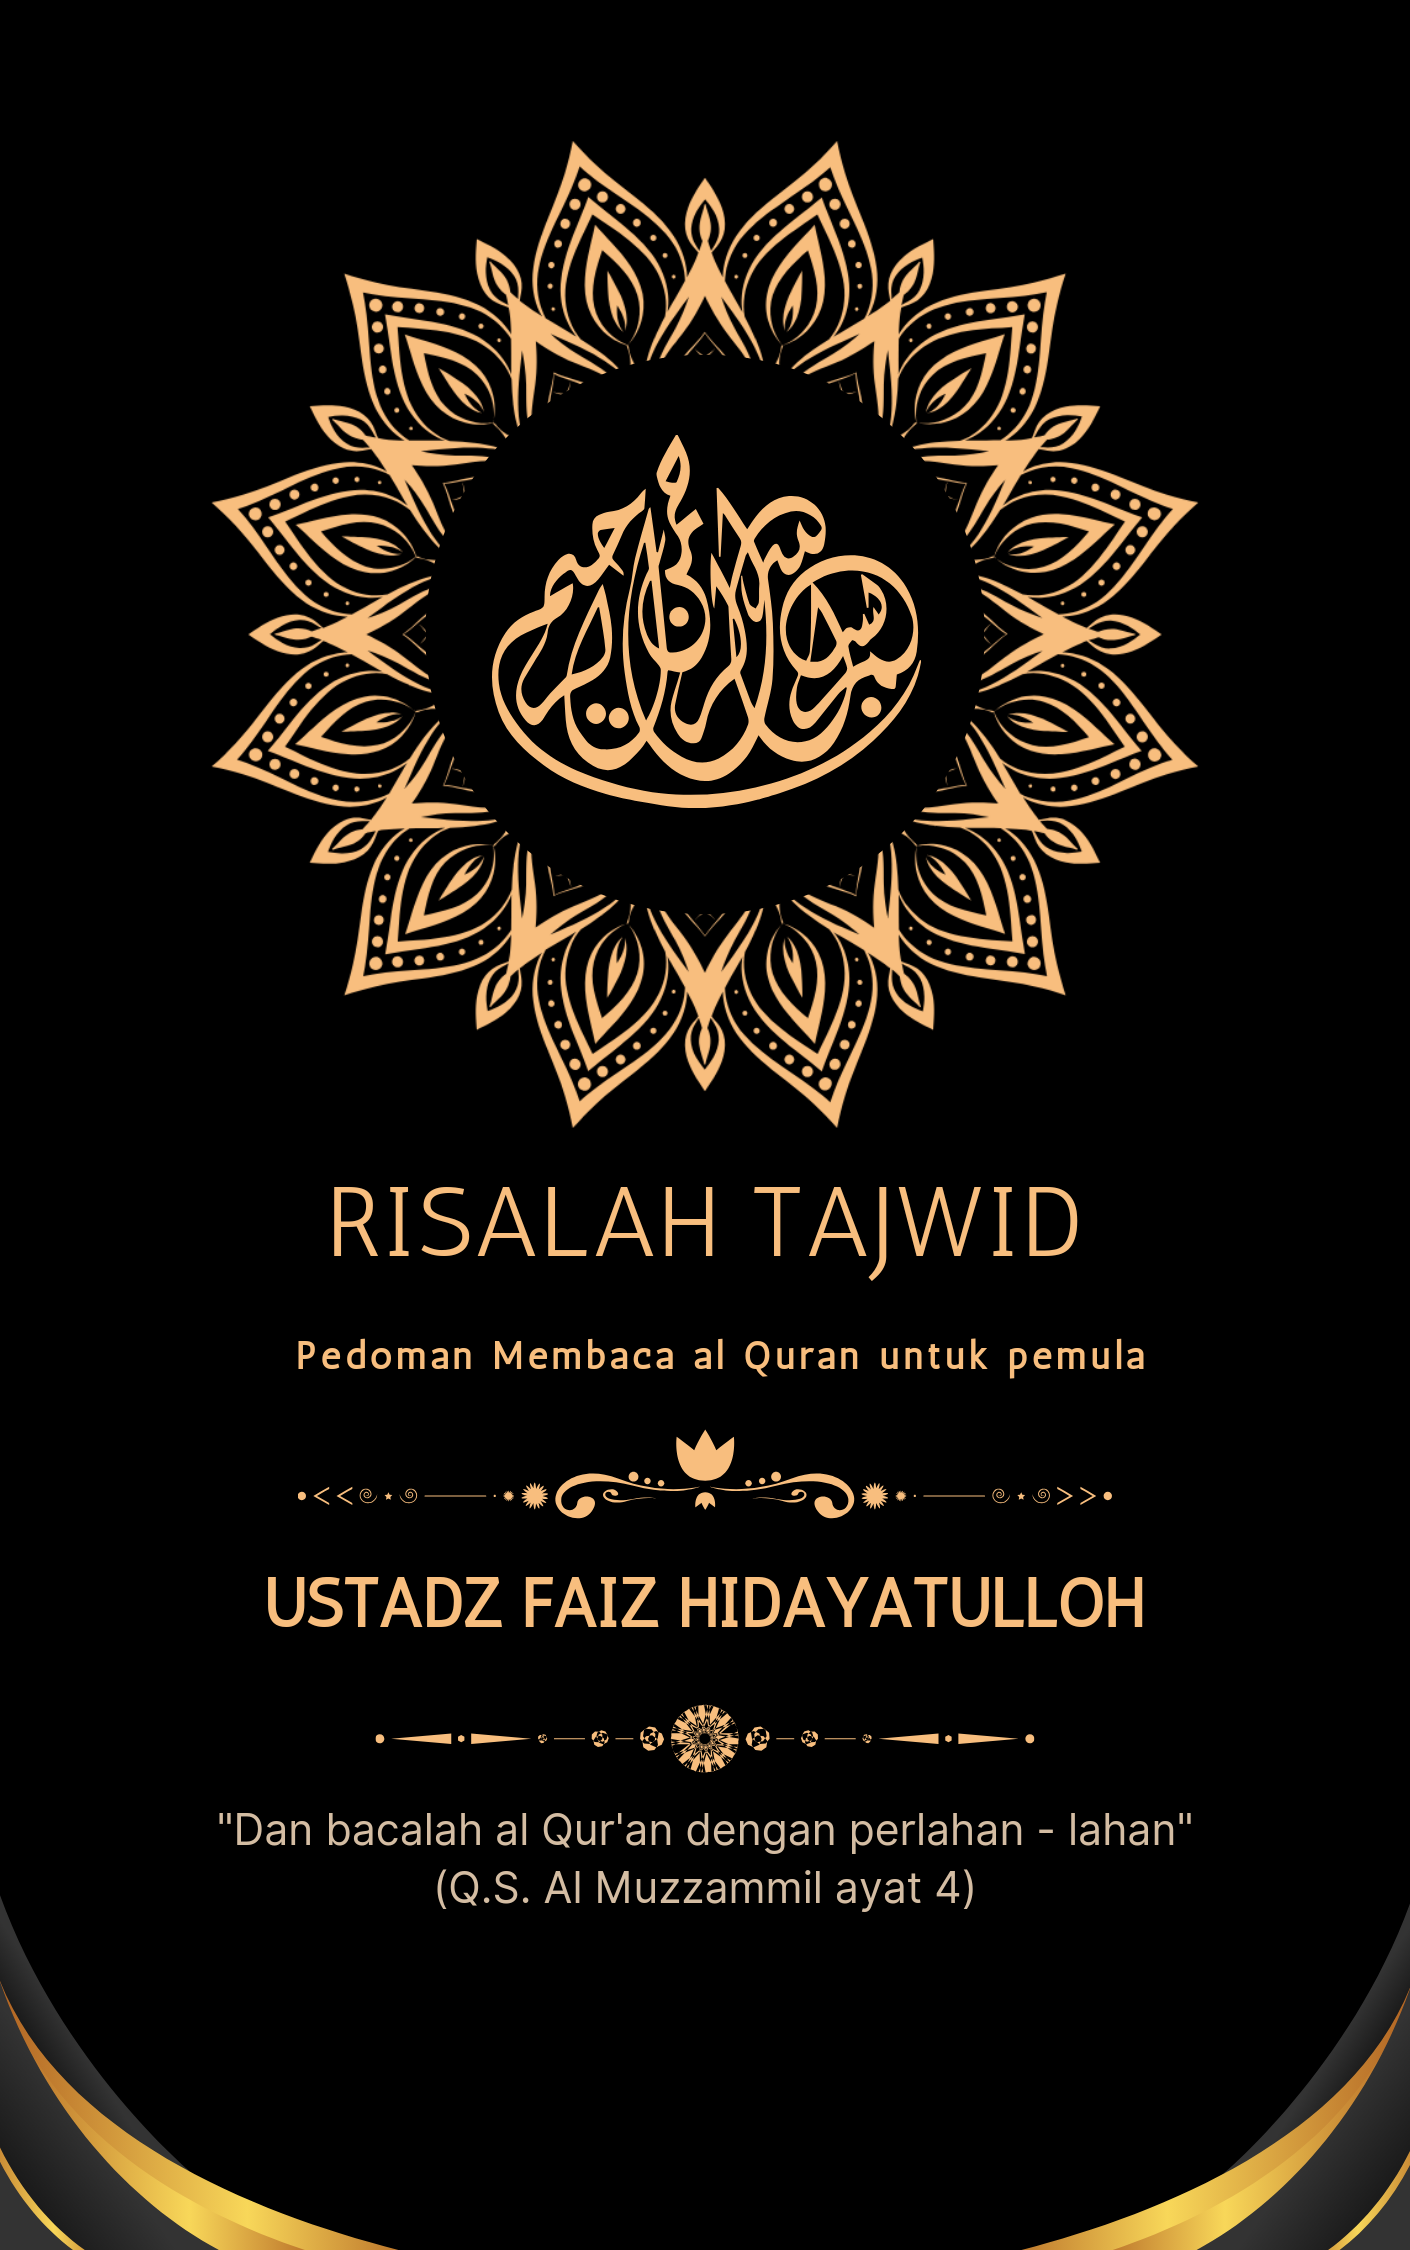 بسم الله الرحمن الرحيم
RISALAH TAJWID
Pedoman Membaca al Quran untuk pemula
USTADZ FAIZ HIDAYATULLOH
"Dan bacalah al Qur'an dengan perlahan - lahan"
(Q.S. Al Muzzammil ayat 4)